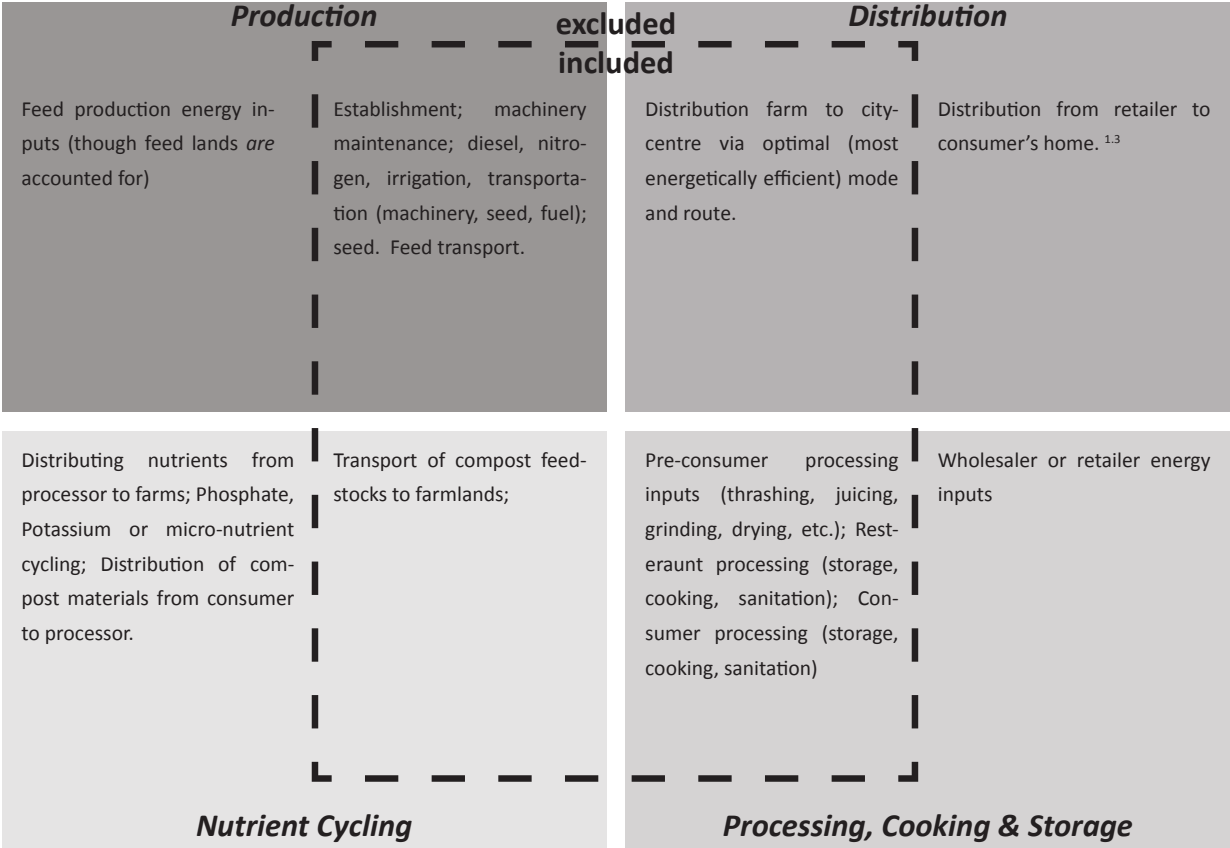 Production
excluded
Distribution
included
Feed production energy in-
puts (though feed lands are
accounted for)
Establishment; machinery
maintenance; diesel, nitro-
gen, irrigation, transporta-
tion (machinery, seed, fuel);
seed. Feed transport.
Distribution farm to city-
centre via optimal (most
energetically efficient) mode
and route.
Distribution from retailer to
consumer's home. 1.3
Distributing nutrients from
processor to farms; Phosphate,
Potassium or micro-nutrient
cycling; Distribution of com-
post materials from consumer
to processor.
Transport of compost feed-
stocks to farmlands;
Pre-consumer processing
inputs (thrashing, juicing,
grinding, drying, etc.); Rest-
eraunt processing (storage,
cooking, sanitation); Con-
sumer processing (storage,
cooking, sanitation)
Wholesaler or retailer energy
inputs
Nutrient Cycling
Processing, Cooking & Storage